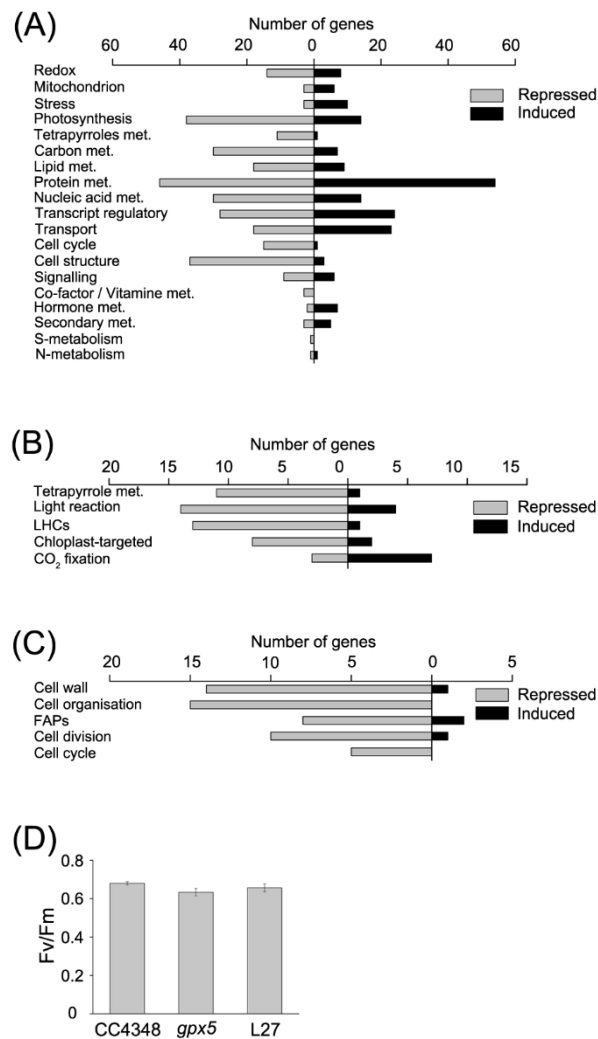 (A)
Number of genes
60 40 20 0 20 40 60
Redox
Mitochondrion
Stress
Photosynthesis
Tetrapyrroles met.
Carbon met.
Lipid met.
Protein met.
Nucleic acid met.
Transcript regulatory
Transport
Cell cycle
Cell structure
Signalling
Co-factor / Vitamine met.
Hormone met.
Secondary met.
S-metabolism
N-metabolism
Repressed
Induced
(B)
Number of genes
20 15 10 5 0 5 10 15
Tetrapyrrole met.
Light reaction
LHCs
Chloplast-targeted
CO2 fixation
Repressed
Induced
(C)
Number of genes
20 15 10 5 0 5
Cell wall
Cell organisation
FAPs
Cell division
Cell cycle
Repressed
Induced
(D)
Fv/Fm
0.8
0.6
0.4
0.2
0
CC4348 gpx5 L27